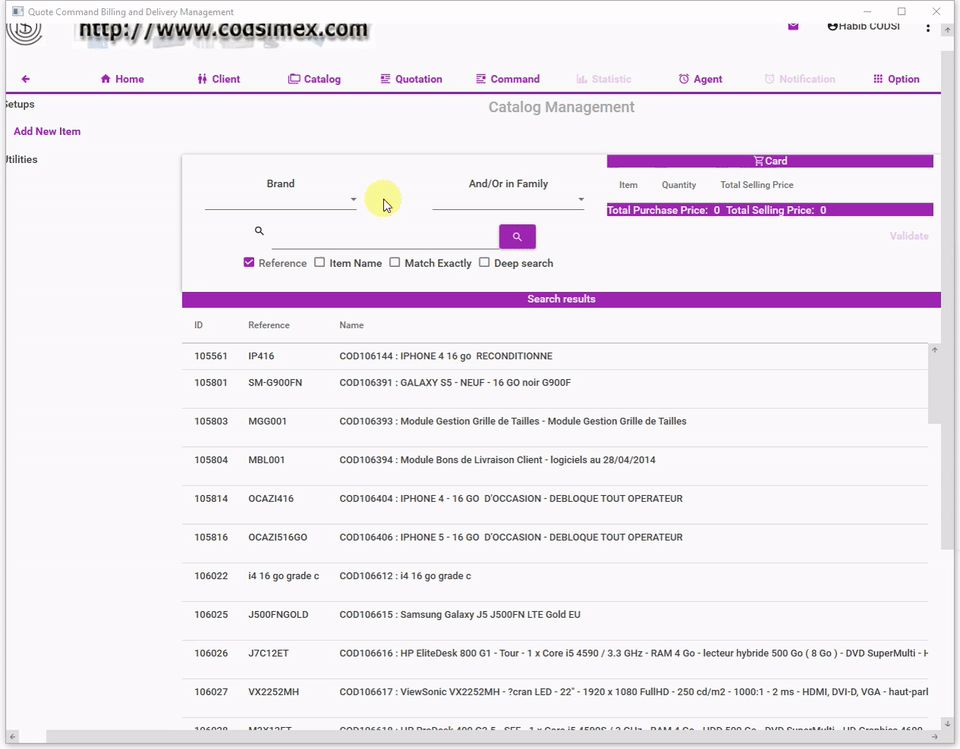 Quote Command Billing and Delivery Management
http://www.codsimex.com
Habib CODSI
Home Client Catalog Quotation Command Statistic Agent Notification Option
Setups
Catalog Management
Add New Item
Utilities
Card
Brand And/Or in Family
Item Quantity Total Selling Price
Total Purchase Price: 0 Total Selling Price: 0
Validate
Reference Item Name Match Exactly Deep search
Search results
ID Reference Name
105561 IP416 COD106144 : IPHONE 4 16 go RECONDITIONNE
105801 SM-G900FN COD106391 : GALAXY S5 - NEUF - 16 GO noir G900F
105803 MGG001 COD106393 : Module Gestion Grille de Tailles - Module Gestion Grille de Tailles
105804 MBL001 COD106394 : Module Bons de Livraison Client - logiciels au 28/04/2014
105814 OCAZI416 COD106404 : IPHONE 4 - 16 GO D'OCCASION - DEBLOQUE TOUT OPERATEUR
105816 OCAZI516GO COD106406 : IPHONE 5 - 16 GO D'OCCASION - DEBLOQUE TOUT OPERATEUR
106022 i4 16 go grade c COD106612 : i4 16 go grade c
106025 J500FNGOLD COD106615 : Samsung Galaxy J5 J500FN LTE Gold EU
106026 J7C12ET COD106616 : HP EliteDesk 800 G1 - Tour - 1 x Core i5 4590 / 3.3 GHz - RAM 4 Go - lecteur hybride 500 Go ( 8 Go ) - DVD SuperMulti - H
106027 VX2252MH COD106617 : ViewSonic VX2252MH - ?cran LED - 22" - 1920 x 1080 FullHD - 250 cd/m2 - 1000:1 - 2 ms - HDMI, DVI-D, VGA - haut-parl